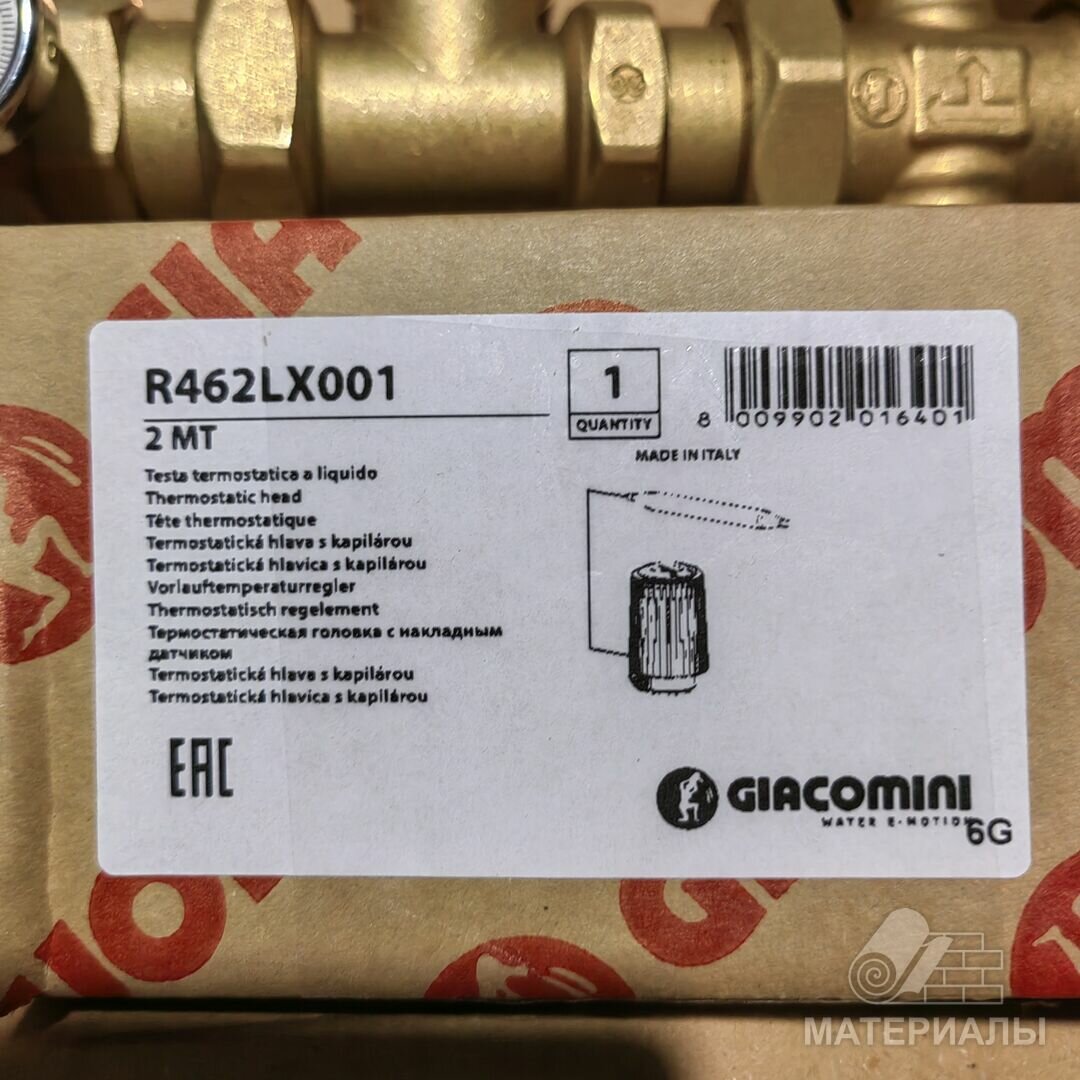 R462LX001
2 MT
1
QUANTITY
8 009902 016401
MADE IN ITALY
Testa termostatica a liquido
Thermostatic head
Tête thermostatique
Termostatická hlava s kapilárou
Termostatická hlavica s kapilárou
Vorlauftemperaturregler
Thermostatisch regelement
Термостатическая головка с накладным
датчиком
Termostatická hlava s kapilárou
Termostatická hlavica s kapilárou
EAC
GIACOMINI
WATER E-MOTION
6G
МАТЕРИАЛЫ